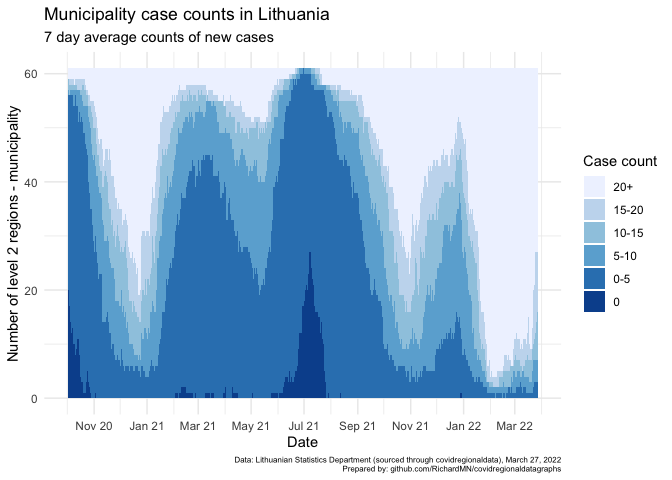 Municipality case counts in Lithuania
7 day average counts of new cases
Number of level 2 regions - municipality
60
40
20
0
Nov 20 Jan 21 Mar 21 May 21 Jul 21 Sep 21 Nov 21 Jan 22 Mar 22
Date
Case count
20+
15-20
10-15
5-10
0-5
0
Data: Lithuanian Statistics Department (sourced through covidregionaldata), March 27, 2022
Prepared by: github.com/RichardMN/covidregionaldatagraphs